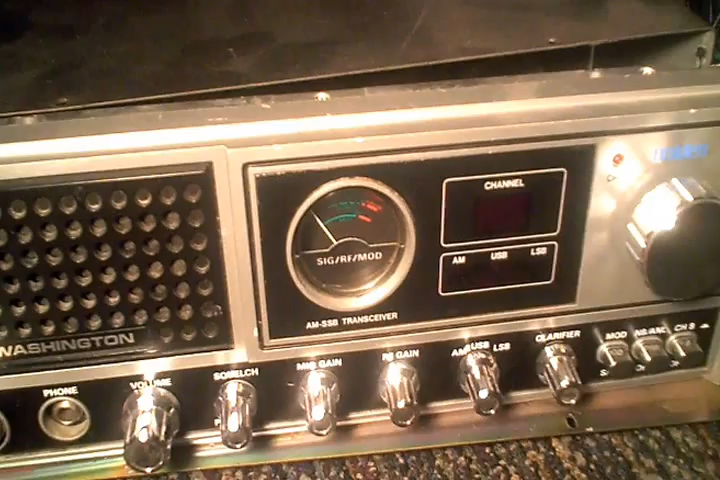 CHANNEL
AM USB LSB
SIG/RF/MOD
AM-SSB TRANSCEIVER
WASHINGTON
PHONE VOLUME SQUELCH MIC GAIN RF GAIN AM USB LSB CLARIFIER MOD NB/ANL CH 9